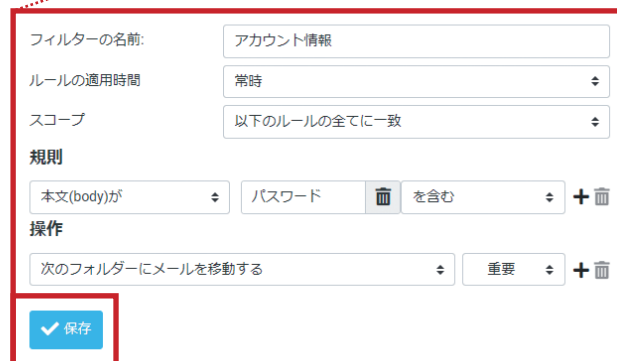 フィルターの名前: アカウント情報
ルールの適用時間 常時
スコープ 以下のルールの全てに一致
規則
本文(body)が パスワード を含む
操作
次のフォルダーにメールを移動する 重要
保存